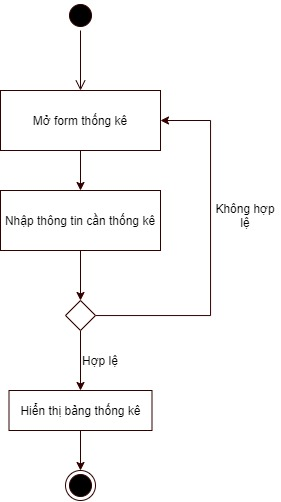 Mở form thống kê
Nhập thông tin cần thống kê
Không hợp
lệ
Hợp lệ
Hiển thị bảng thống kê